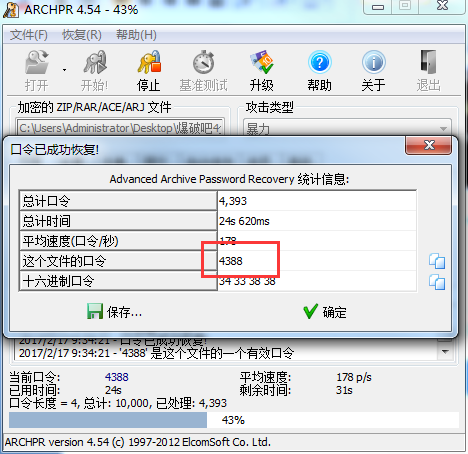 ARCHPR 4.54 - 43%
文件(F) 恢复(R) 帮助(H)
打开 开始! 停止 基准测试 升级 帮助 关于 退出
加密的 ZIP/RAR/ACE/ARJ 文件 攻击类型
C:\Users\Administrator\Desktop\爆破吧 暴力
口令已成功恢复!
Advanced Archive Password Recovery 统计信息:
总计口令 4,393
总计时间 24s 620ms
平均速度(口令/秒) 178
这个文件的口令 4388
十六进制口令 34 33 38 38
保存... 确定
2017/2/17 9:34:21 - 口令已成功恢复!
2017/2/17 9:34:21 - '4388' 是这个文件的一个有效口令
当前口令: 4388 平均速度: 178 p/s
已用时间: 24s 剩余时间: 31s
口令长度 = 4, 总计: 10,000, 已处理: 4,393
43%
ARCHPR version 4.54 (c) 1997-2012 ElcomSoft Co. Ltd.